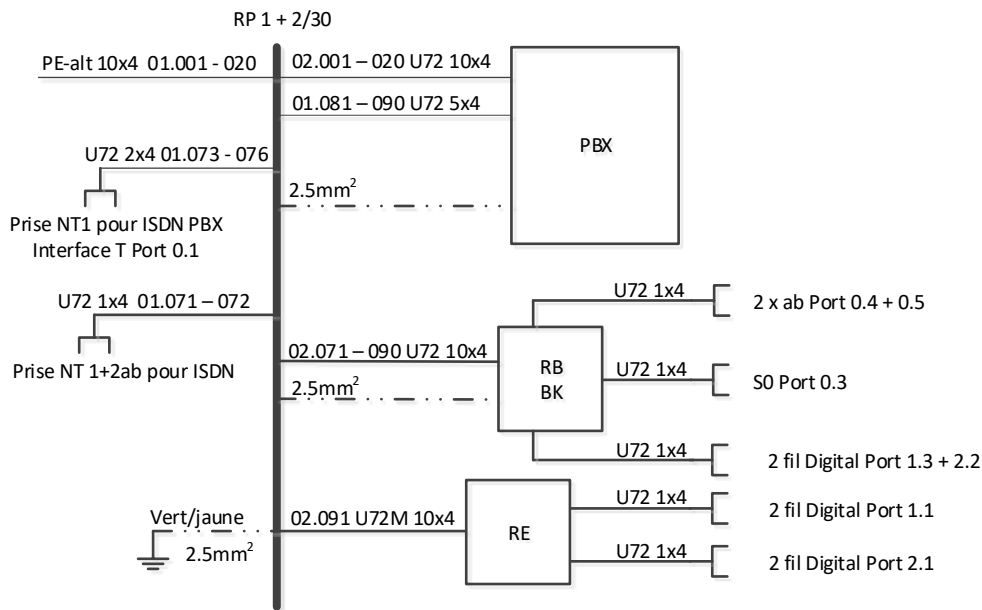 RP 1 + 2/30
PE-alt 10x4 01.001 - 020
02.001 – 020 U72 10x4
01.081 – 090 U72 5x4
PBX
U72 2x4 01.073 - 076
2.5mm²
Prise NT1 pour ISDN PBX
Interface T Port 0.1
U72 1x4 01.071 – 072
Prise NT 1+2ab pour ISDN
U72 1x4
2 x ab Port 0.4 + 0.5
02.071 – 090 U72 10x4
RB
BK
U72 1x4
S0 Port 0.3
2.5mm²
U72 1x4
2 fil Digital Port 1.3 + 2.2
Vert/jaune
2.5mm²
02.091 U72M 10x4
RE
U72 1x4
2 fil Digital Port 1.1
U72 1x4
2 fil Digital Port 2.1